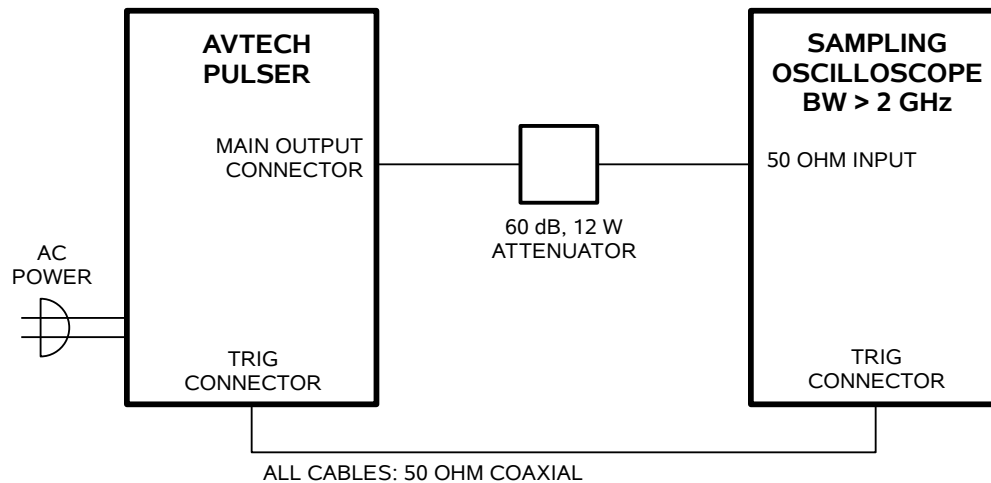 AVTECH
PULSER
MAIN OUTPUT
CONNECTOR
AC
POWER
TRIG
CONNECTOR
60 dB, 12 W
ATTENUATOR
SAMPLING
OSCILLOSCOPE
BW > 2 GHz
50 OHM INPUT
TRIG
CONNECTOR
ALL CABLES: 50 OHM COAXIAL